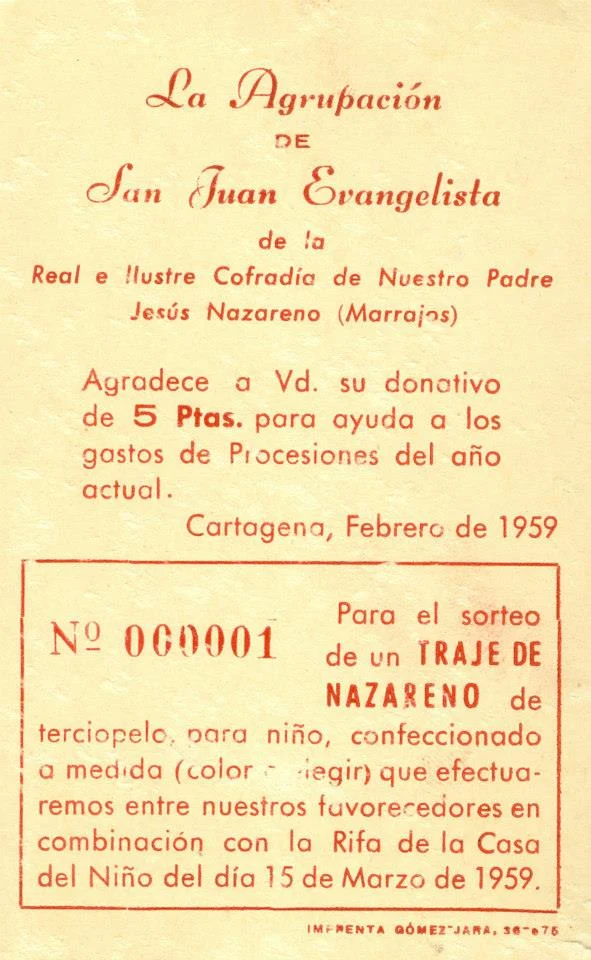 La Agrupación
DE
San Juan Evangelista
de la
Real e Ilustre Cofradía de Nuestro Padre
Jesús Nazareno (Marrajos)
Agradece a Vd. su donativo
de 5 Ptas. para ayuda a los
gastos de Procesiones del año
actual.
Cartagena, Febrero de 1959
Nº 000001
Para el sorteo
de un TRAJE DE
NAZARENO de
terciopelo, para niño, confeccionado
a medida (color a elegir) que efectua-
remos entre nuestros favorecedores en
combinación con la Rifa de la Casa
del Niño del día 15 de Marzo de 1959.
IMPRENTA GÓMEZ-JARA, 36-